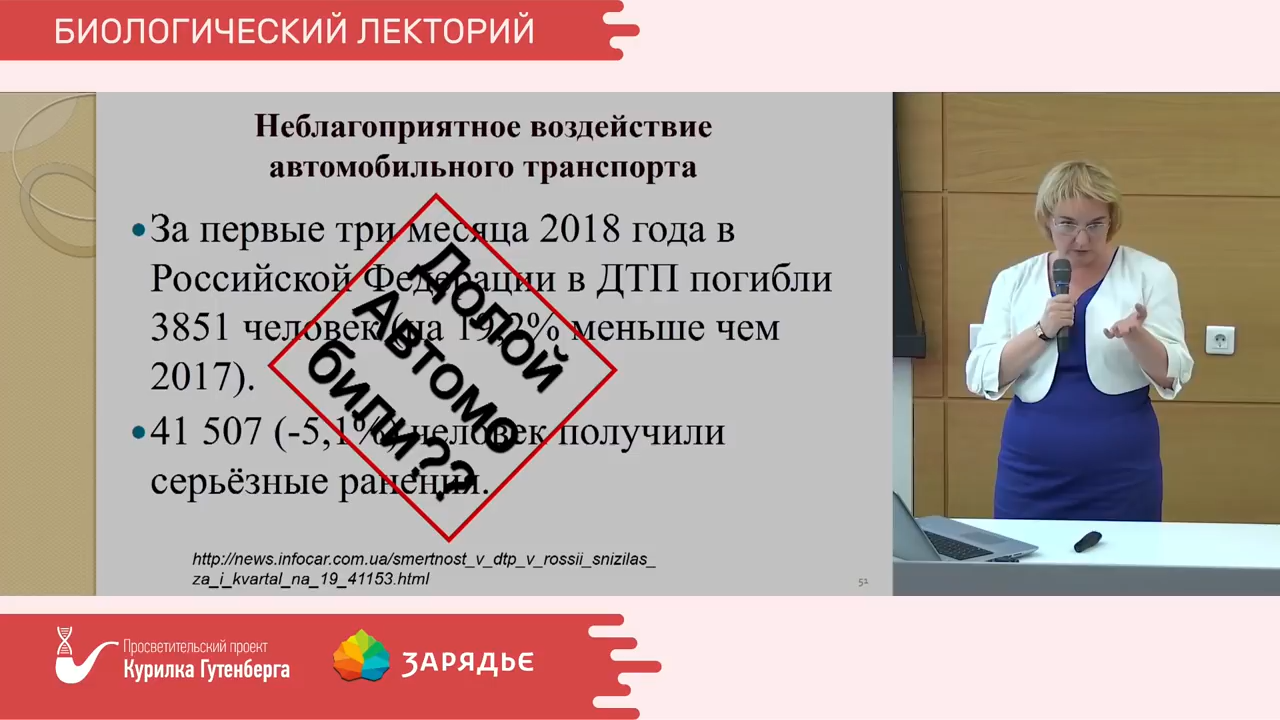 БИОЛОГИЧЕСКИЙ ЛЕКТОРИЙ
Неблагоприятное воздействие
автомобильного транспорта
•За первые три месяца 2018 года в
Российской Федерации в ДТП погибли
3851 человек (на 19,2% меньше чем
2017).
•41 507 (-5,1%) человек получили
серьёзные ранения.
Долой
Автомо
били??
http://news.infocar.com.ua/smertnost_v_dtp_v_rossii_snizilas_
za_i_kvartal_na_19_41153.html
52
Просветительский проект
Курилка Гутенберга
ЗАРЯДЬЕ